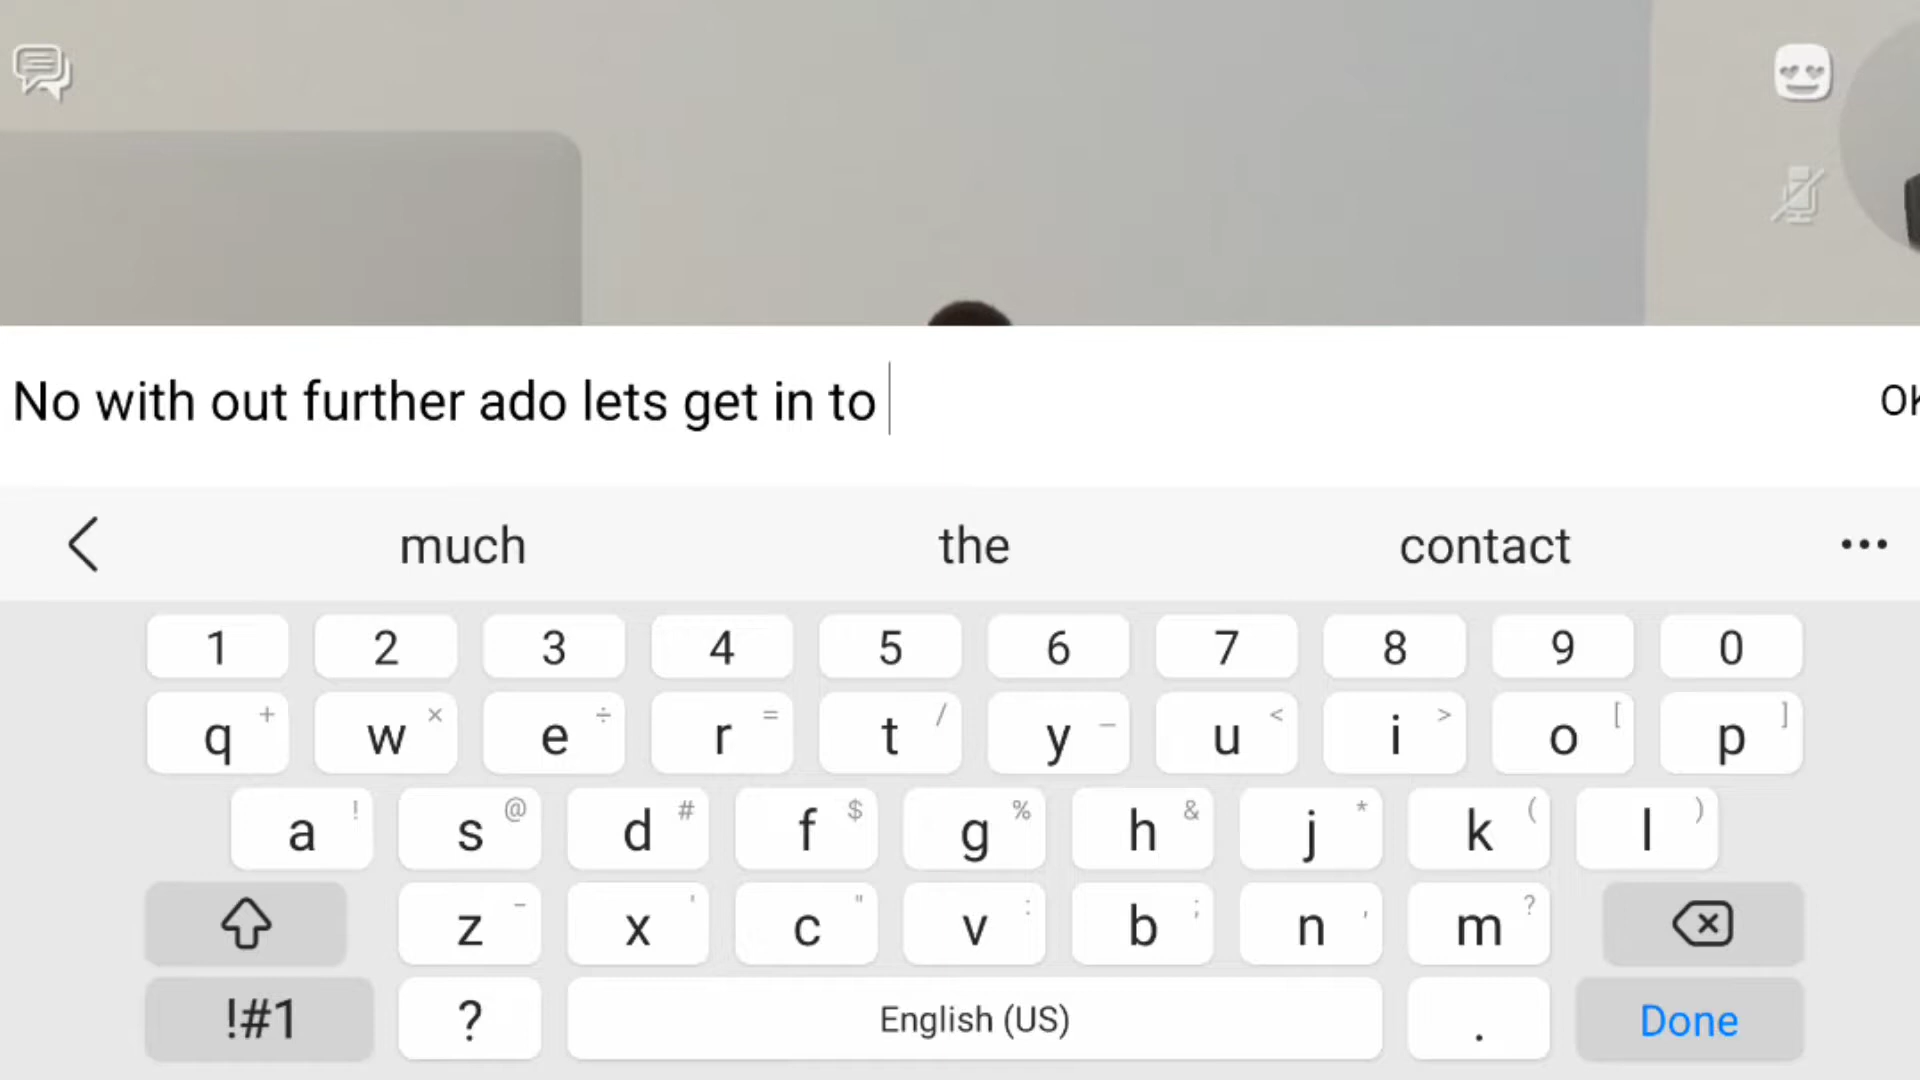 No with out further ado lets get in to
OK
much the contact
1 2 3 4 5 6 7 8 9 0
q + w × e ÷ r = t / y _ u < i > o [ p ]
a ! s @ d # f $ g % h & j * k ( l )
z - x ' c " v : b ; n , m ?
!#1 ? English (US) . Done